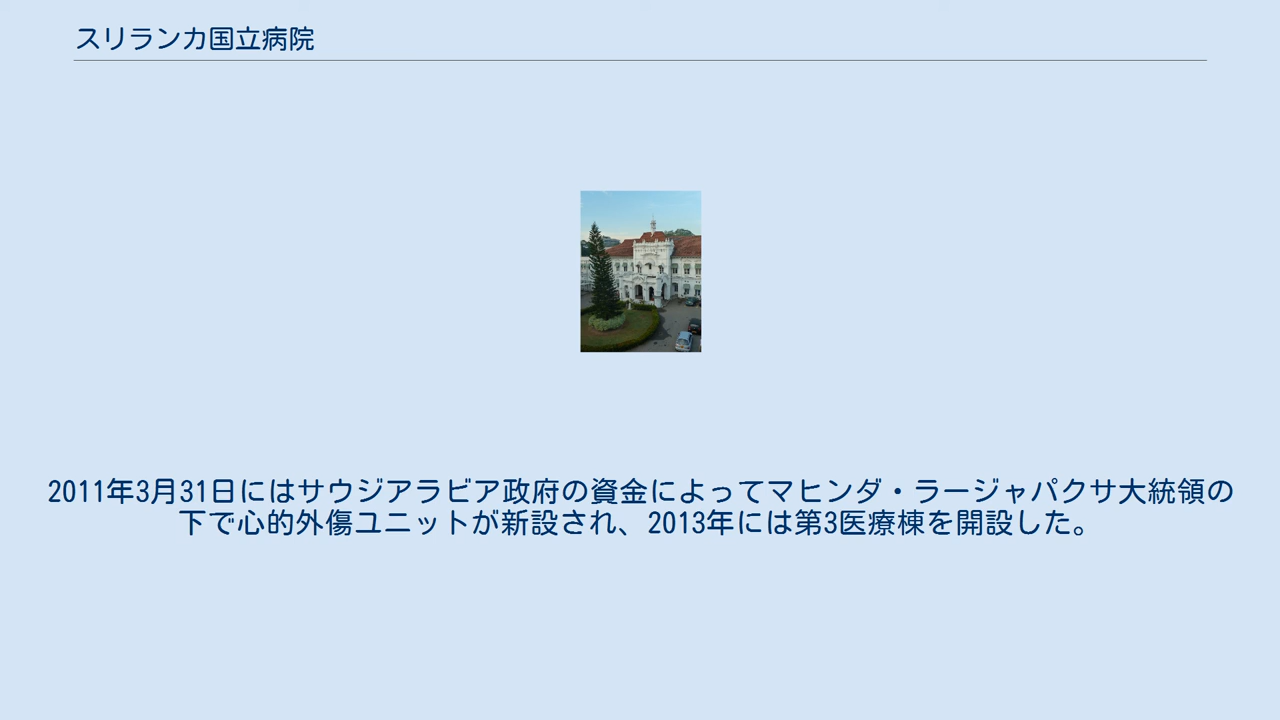 スリランカ国立病院
2011年3月31日にはサウジアラビア政府の資金によってマヒンダ・ラージャパクサ大統領の
下で心的外傷ユニットが新設され、2013年には第3医療棟を開設した。